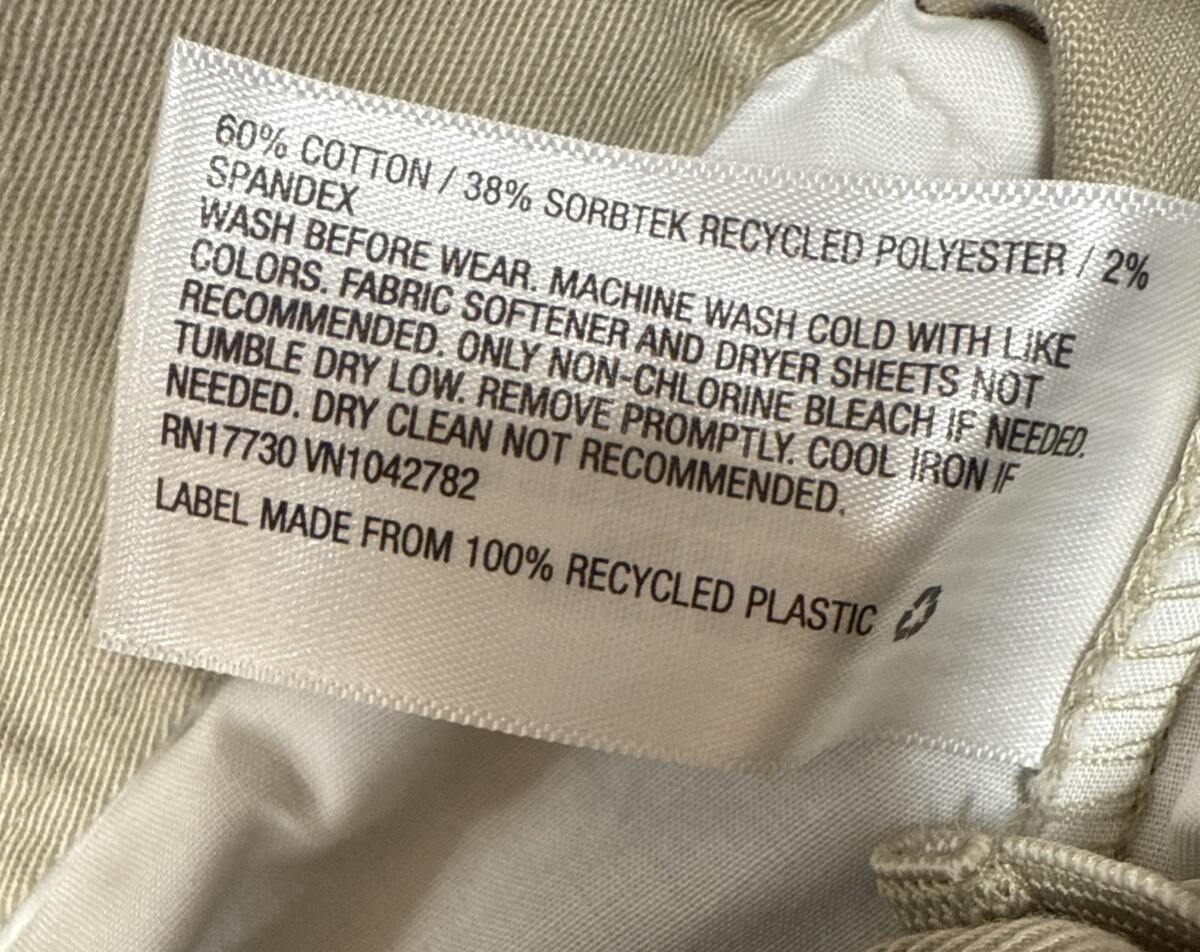 60% COTTON / 38% SORBTEK RECYCLED POLYESTER / 2%
SPANDEX
WASH BEFORE WEAR. MACHINE WASH COLD WITH LIKE
COLORS. FABRIC SOFTENER AND DRYER SHEETS NOT
RECOMMENDED. ONLY NON-CHLORINE BLEACH IF NEEDED.
TUMBLE DRY LOW. REMOVE PROMPTLY. COOL IRON IF
NEEDED. DRY CLEAN NOT RECOMMENDED.
RN17730 VN1042782
LABEL MADE FROM 100% RECYCLED PLASTIC